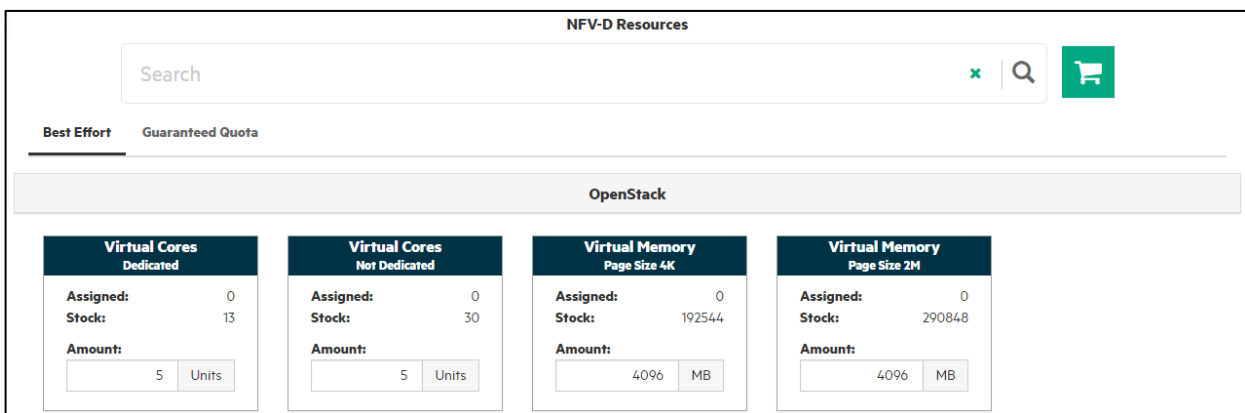 NFV-D Resources
Search
Best Effort Guaranteed Quota
OpenStack
Virtual Cores
Dedicated
Assigned: 0
Stock: 13
Amount:
5 Units
Virtual Cores
Not Dedicated
Assigned: 0
Stock: 30
Amount:
5 Units
Virtual Memory
Page Size 4K
Assigned: 0
Stock: 192544
Amount:
4096 MB
Virtual Memory
Page Size 2M
Assigned: 0
Stock: 290848
Amount:
4096 MB